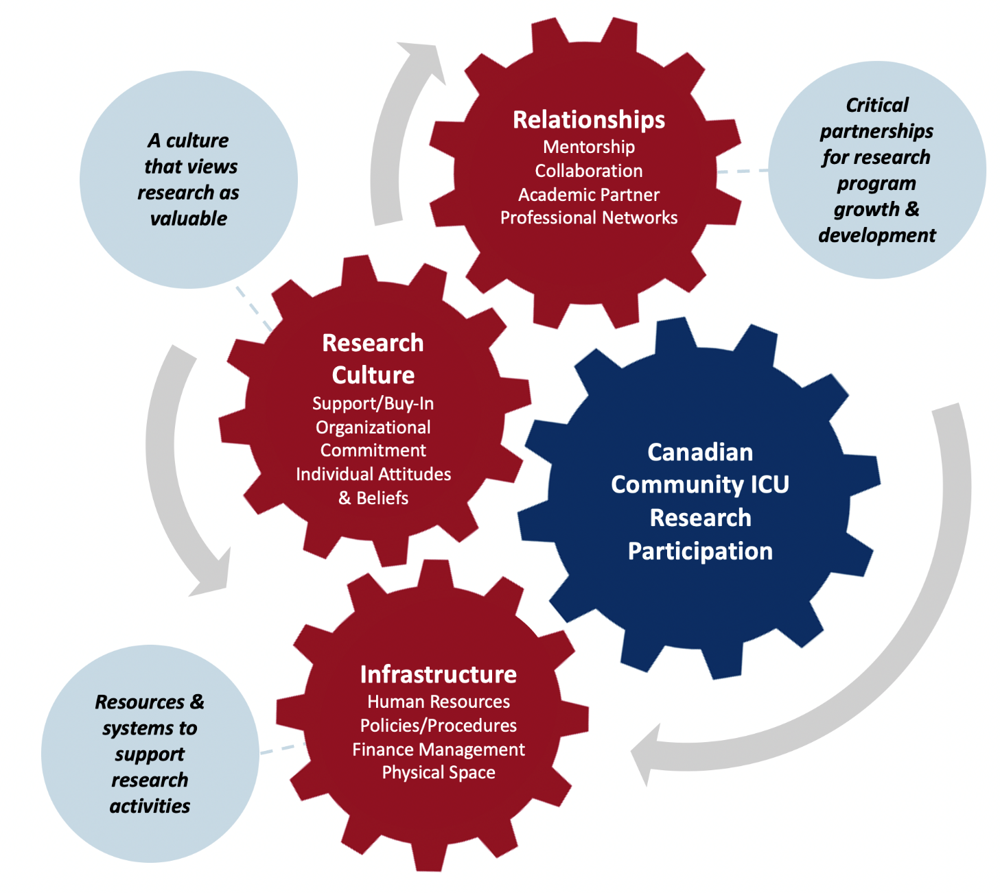 Relationships
Mentorship
Collaboration
Academic Partner
Professional Networks
Critical
partnerships
for research
program
growth &
development
A culture
that views
research as
valuable
Research
Culture
Support/Buy-In
Organizational
Commitment
Individual Attitudes
& Beliefs
Canadian
Community ICU
Research
Participation
Infrastructure
Human Resources
Policies/Procedures
Finance Management
Physical Space
Resources &
systems to
support
research
activities